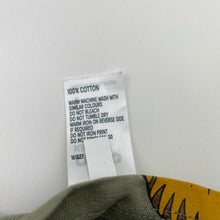 100% COTTON
WARM MACHINE WASH WITH
SIMILAR COLOURS
DO NOT BLEACH
DO NOT TUMBLE DRY
WARM IRON ON REVERSE SIDE
IF REQUIRED
DO NOT IRON PRINT
DO NOT DRY